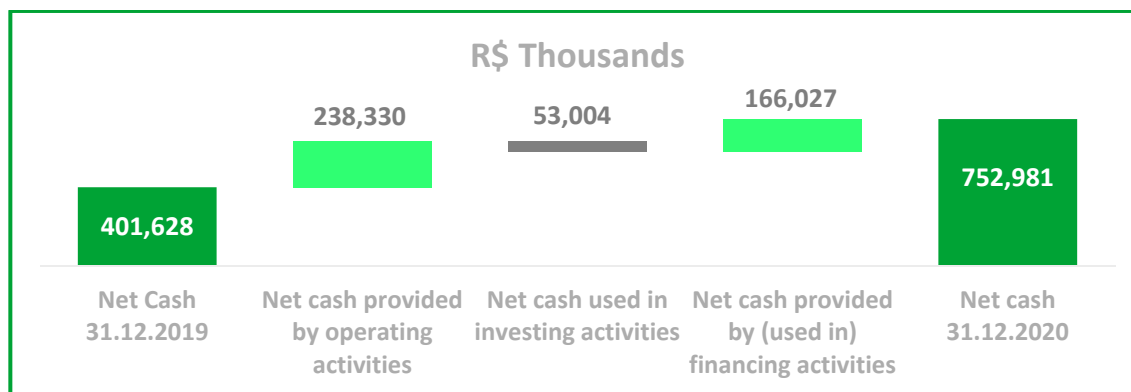 R$ Thousands
238,330
53,004
166,027
401,628
752,981
Net Cash
31.12.2019
Net cash provided
by operating
activities
Net cash used in
investing activities
Net cash provided
by (used in)
financing activities
Net cash
31.12.2020